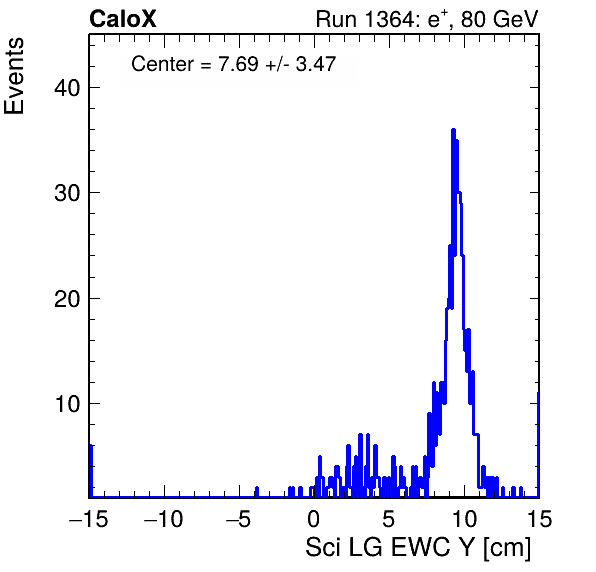 CaloX Run 1364: e⁺, 80 GeV
Center = 7.69 +/- 3.47
Events
40
30
20
10
−15 −10 −5 0 5 10 15
Sci LG EWC Y [cm]